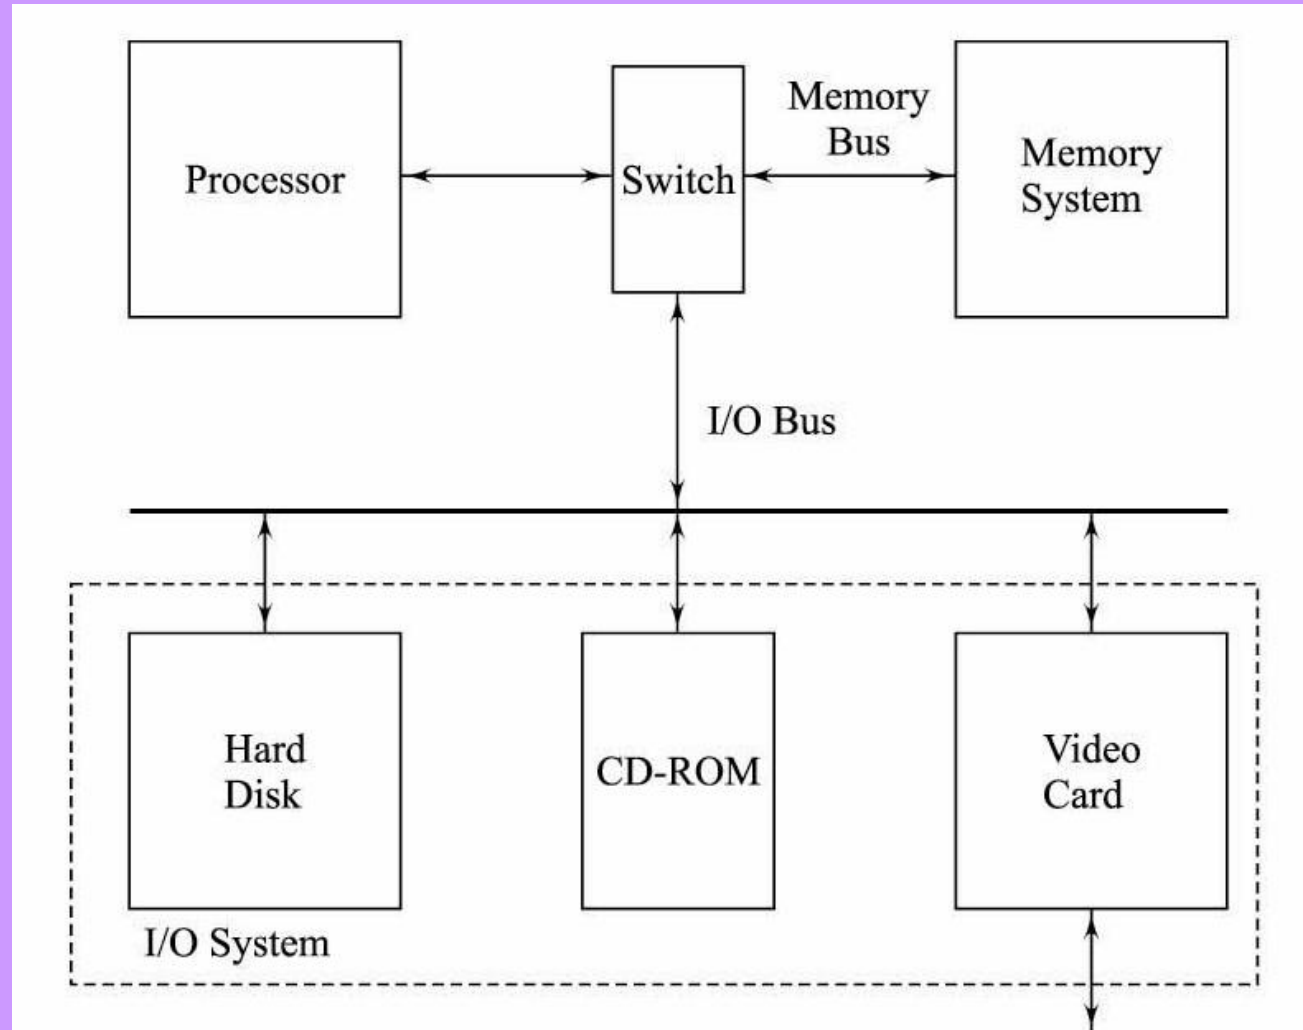 Processor
Switch
Memory
Bus
Memory
System
I/O Bus
Hard
Disk
CD-ROM
Video
Card
I/O System